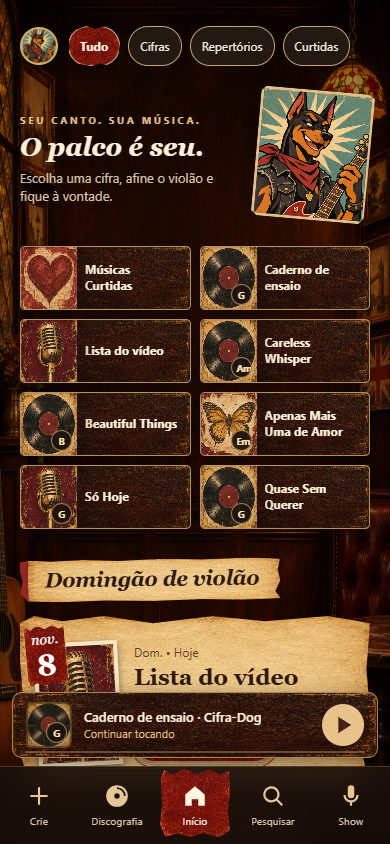 Tudo
Cifras
Repertórios
Curtidas
SEU CANTO. SUA MÚSICA.
O palco é seu.
Escolha uma cifra, afine o violão e
fique à vontade.
Músicas
Curtidas
G
Caderno de
ensaio
Lista do vídeo
Am
Careless
Whisper
B
Beautiful Things
Em
Apenas Mais
Uma de Amor
G
Só Hoje
G
Quase Sem
Querer
Domingão de violão
nov.
8
Dom. • Hoje
Lista do vídeo
G
Caderno de ensaio · Cifra-Dog
Continuar tocando
Crie
Discografia
Início
Pesquisar
Show